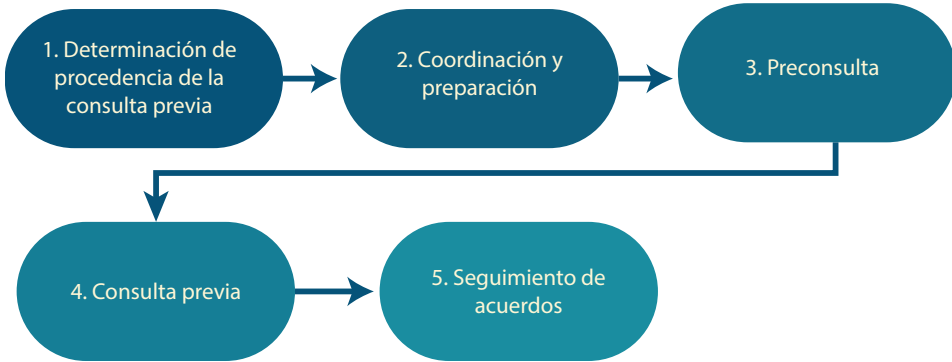 1. Determinación de
procedencia de la
consulta previa
2. Coordinación y
preparación
3. Preconsulta
4. Consulta previa
5. Seguimiento de
acuerdos